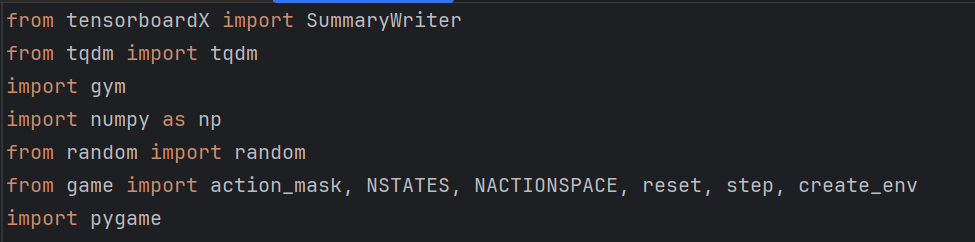 from tensorboardX import SummaryWriter
from tqdm import tqdm
import gym
import numpy as np
from random import random
from game import action_mask, NSTATES, NACTIONSPACE, reset, step, create_env
import pygame